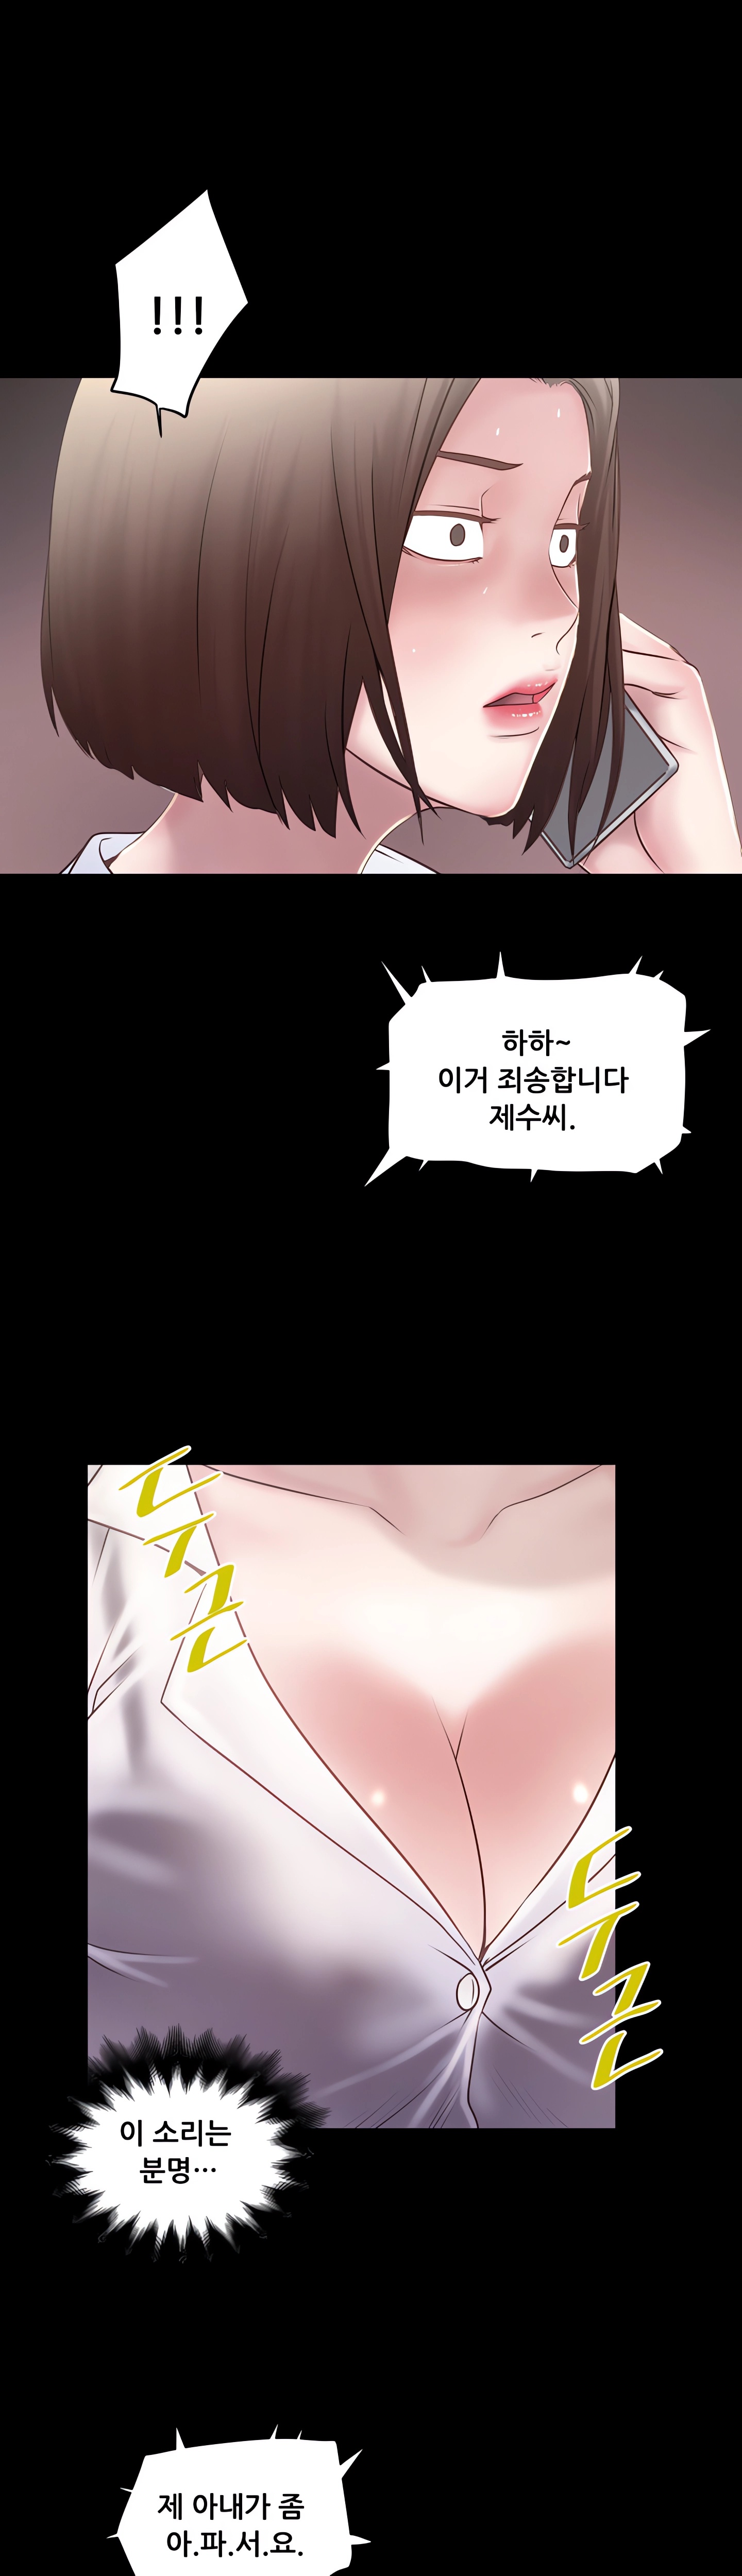 !!!
하하~
이거 죄송합니다
제수씨.
두근
두근
이 소리는
분명…
제 아내가 좀
아.파.서.요.